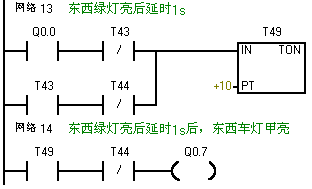 网络 13 东西绿灯亮后延时1s
Q0.0 T43 T49
/ IN TON
T43 T44 +10 PT
/
网络 14 东西绿灯亮后延时1s后，东西车灯甲亮
T49 T44 Q0.7
/